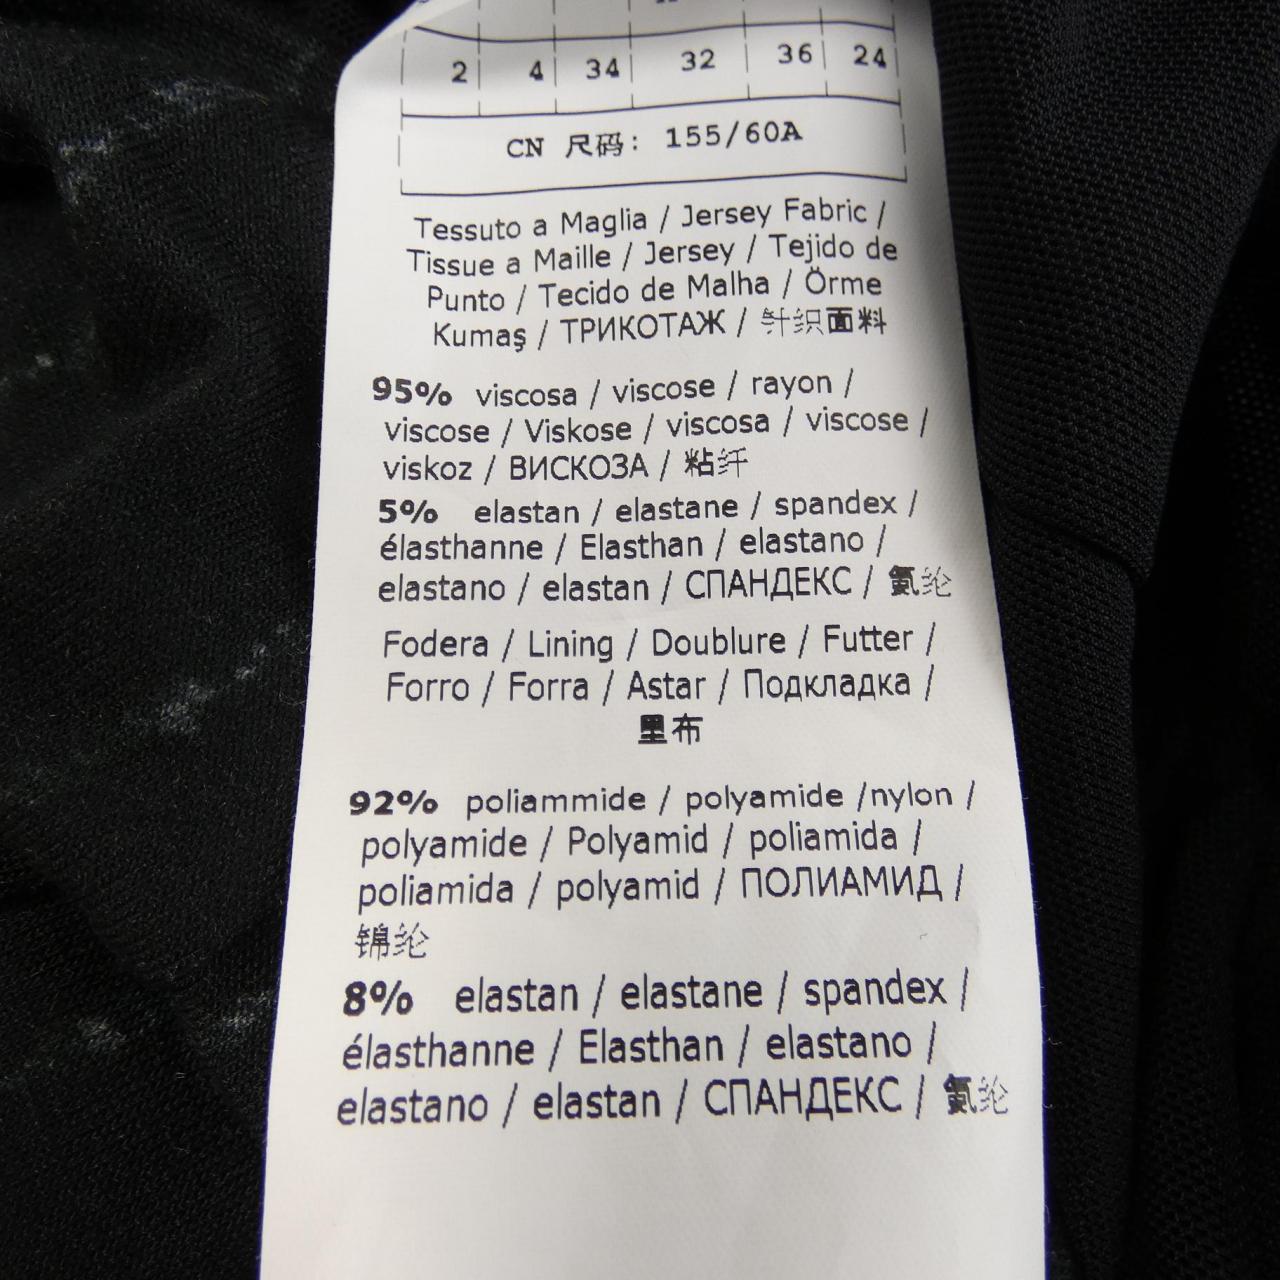 2 4 34 32 36 24
CN 尺码: 155/60A
Tessuto a Maglia / Jersey Fabric /
Tissue a Maille / Jersey / Tejido de
Punto / Tecido de Malha / Örme
Kumaş / ТРИКОТАЖ / 针织面料
95% viscosa / viscose / rayon /
viscose / Viskose / viscosa / viscose /
viskoz / ВИСКОЗА / 粘纤
5% elastan / elastane / spandex /
élasthanne / Elasthan / elastano /
elastano / elastan / СПАНДЕКС / 氨纶
Fodera / Lining / Doublure / Futter /
Forro / Forra / Astar / Подкладка /
里布
92% poliammide / polyamide /nylon /
polyamide / Polyamid / poliamida /
poliamida / polyamid / ПОЛИАМИД /
锦纶
8% elastan / elastane / spandex /
élasthanne / Elasthan / elastano /
elastano / elastan / СПАНДЕКС / 氨纶